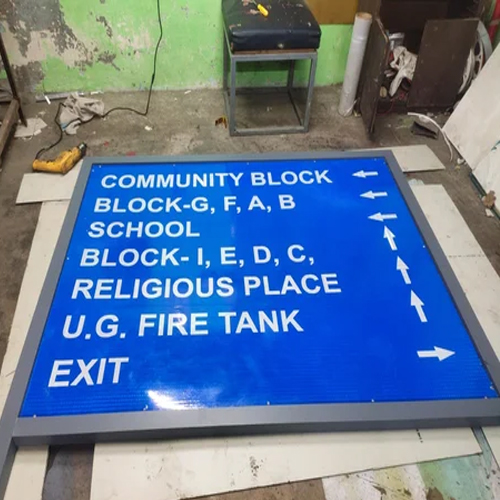 COMMUNITY BLOCK
BLOCK-G, F, A, B
SCHOOL
BLOCK- I, E, D, C,
RELIGIOUS PLACE
U.G. FIRE TANK
EXIT